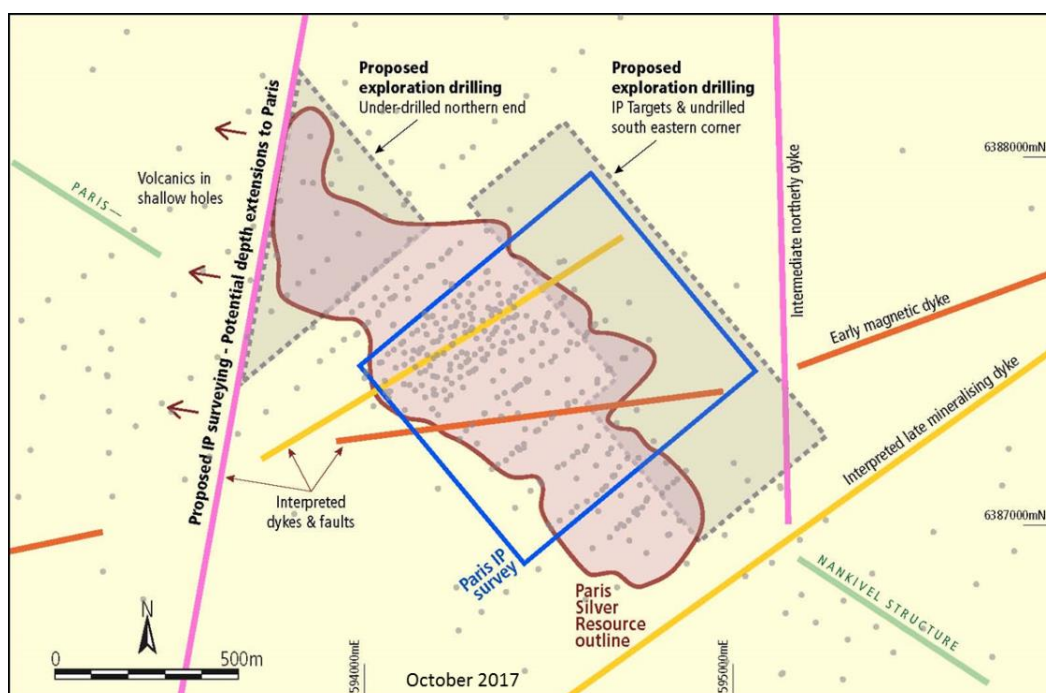 Proposed
exploration drilling
Under-drilled northern end
Proposed
exploration drilling
IP Targets & undrilled
south eastern corner
6388000mN
PARIS
Volcanics in
shallow holes
Proposed IP surveying - Potential depth extensions to Paris
Intermediate northerly dyke
Early magnetic dyke
Interpreted late mineralising dyke
Interpreted
dykes & faults
6387000mN
Paris IP
survey
Paris
Silver
Resource
outline
NANKIVEL STRUCTURE
N
0 500m
594000mE
October 2017
595000mE